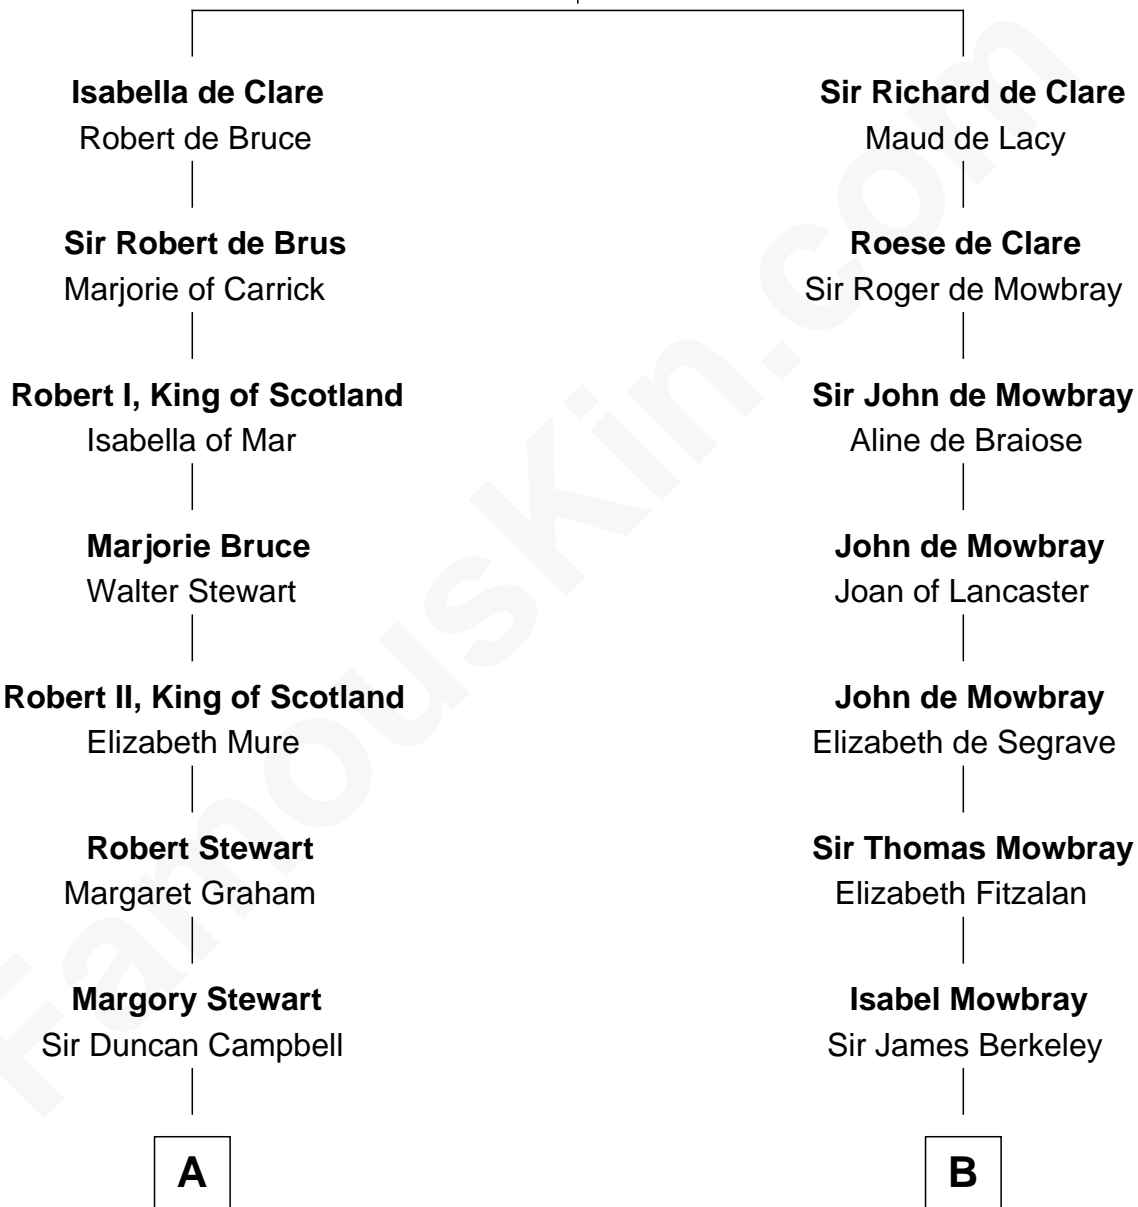 Isabella de Clare
Robert de Bruce
Sir Robert de Brus
Marjorie of Carrick
Robert I, King of Scotland
Isabella of Mar
Marjorie Bruce
Walter Stewart
Robert II, King of Scotland
Elizabeth Mure
Robert Stewart
Margaret Graham
Margory Stewart
Sir Duncan Campbell
A
Sir Richard de Clare
Maud de Lacy
Roese de Clare
Sir Roger de Mowbray
Sir John de Mowbray
Aline de Braiose
John de Mowbray
Joan of Lancaster
John de Mowbray
Elizabeth de Segrave
Sir Thomas Mowbray
Elizabeth Fitzalan
Isabel Mowbray
Sir James Berkeley
B
FamousKin.com